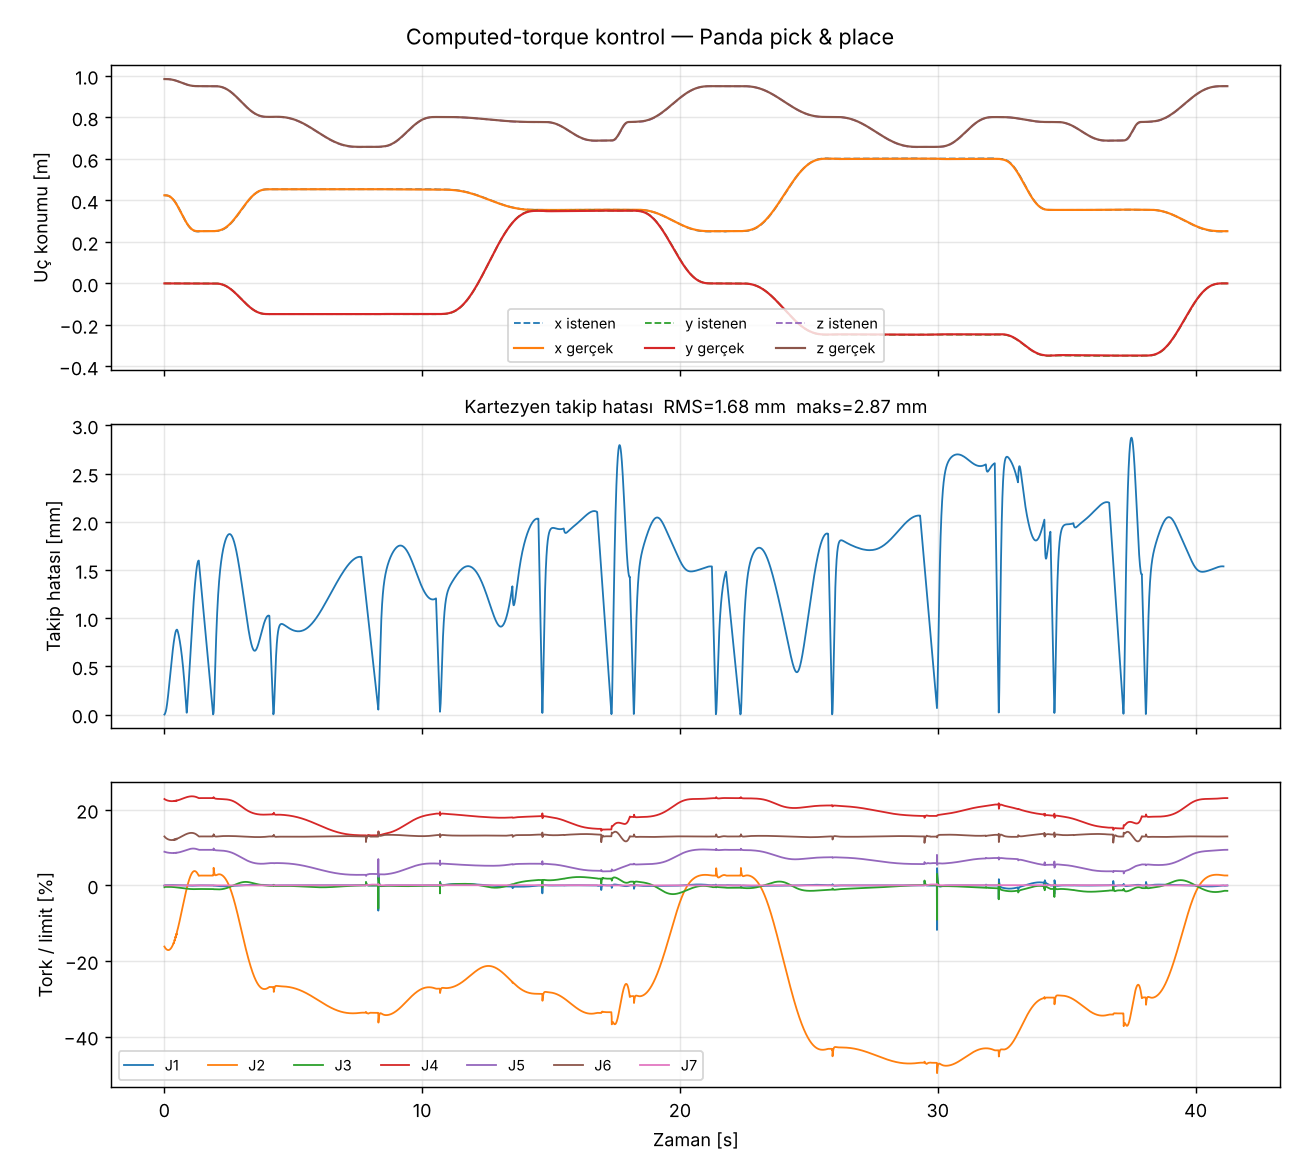 Computed-torque kontrol — Panda pick & place
1.0
0.8
0.6
0.4
0.2
0.0
−0.2
−0.4
Uç konumu [m]
x istenen y istenen z istenen
x gerçek y gerçek z gerçek
Kartezyen takip hatası RMS=1.68 mm maks=2.87 mm
3.0
2.5
2.0
1.5
1.0
0.5
0.0
Takip hatası [mm]
20
0
−20
−40
Tork / limit [%]
J1 J2 J3 J4 J5 J6 J7
0 10 20 30 40
Zaman [s]